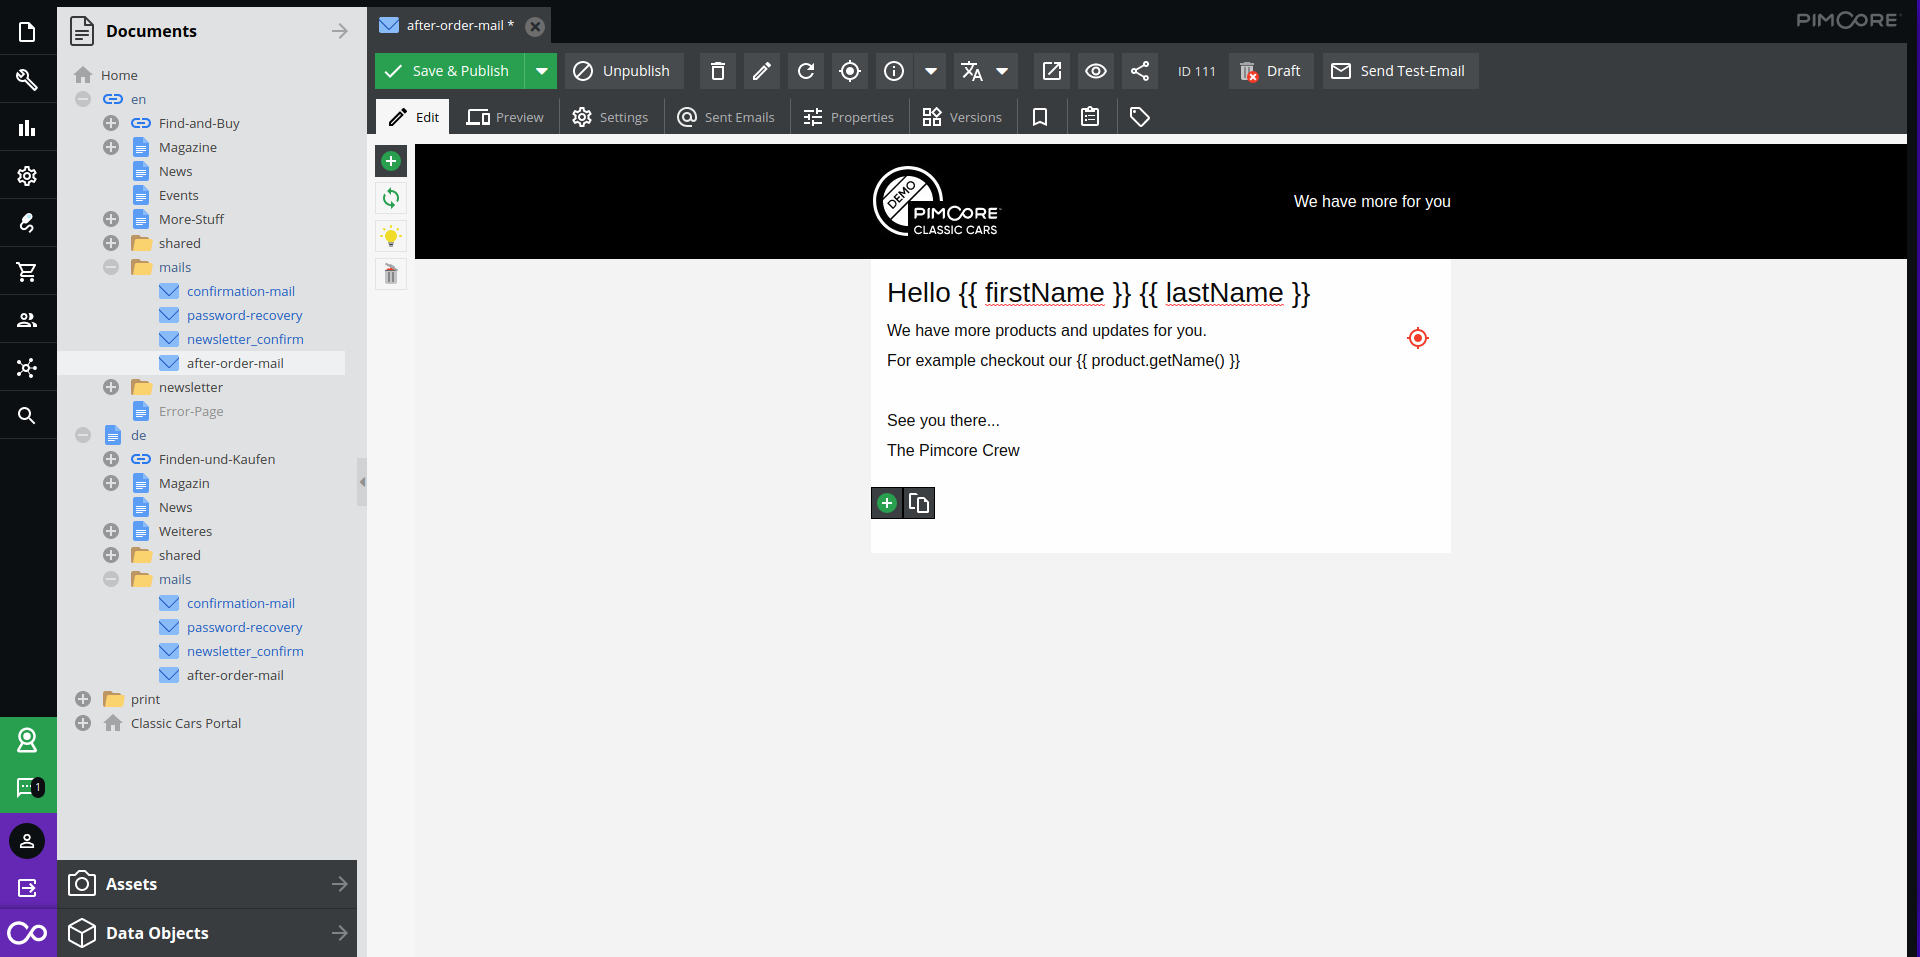 Documents
Home
en
Find-and-Buy
Magazine
News
Events
More-Stuff
shared
mails
confirmation-mail
password-recovery
newsletter_confirm
after-order-mail
newsletter
Error-Page
de
Finden-und-Kaufen
Magazin
News
Weiteres
shared
mails
confirmation-mail
password-recovery
newsletter_confirm
after-order-mail
print
Classic Cars Portal
1
Assets
Data Objects
after-order-mail *
PIMCORE
Save & Publish
Unpublish
ID 111
Draft
Send Test-Email
Edit
Preview
Settings
Sent Emails
Properties
Versions
DEMO
PIMCORE
CLASSIC CARS
We have more for you
Hello {{ firstName }} {{ lastName }}
We have more products and updates for you.
For example checkout our {{ product.getName() }}
See you there...
The Pimcore Crew